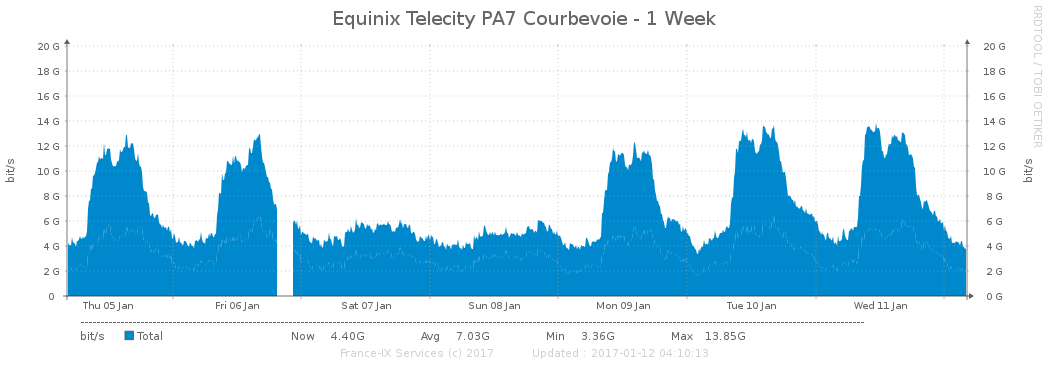 Equinix Telecity PA7 Courbevoie - 1 Week
RRDTOOL / TOBI OETIKER
20 G 20 G
18 G 18 G
16 G 16 G
14 G 14 G
12 G 12 G
10 G 10 G
8 G 8 G
6 G 6 G
4 G 4 G
2 G 2 G
0 0 G
bit/s bit/s
Thu 05 Jan Fri 06 Jan Sat 07 Jan Sun 08 Jan Mon 09 Jan Tue 10 Jan Wed 11 Jan
bit/s Total Now 4.40G Avg 7.03G Min 3.36G Max 13.85G
France-IX Services (c) 2017 Updated : 2017-01-12 04:10:13